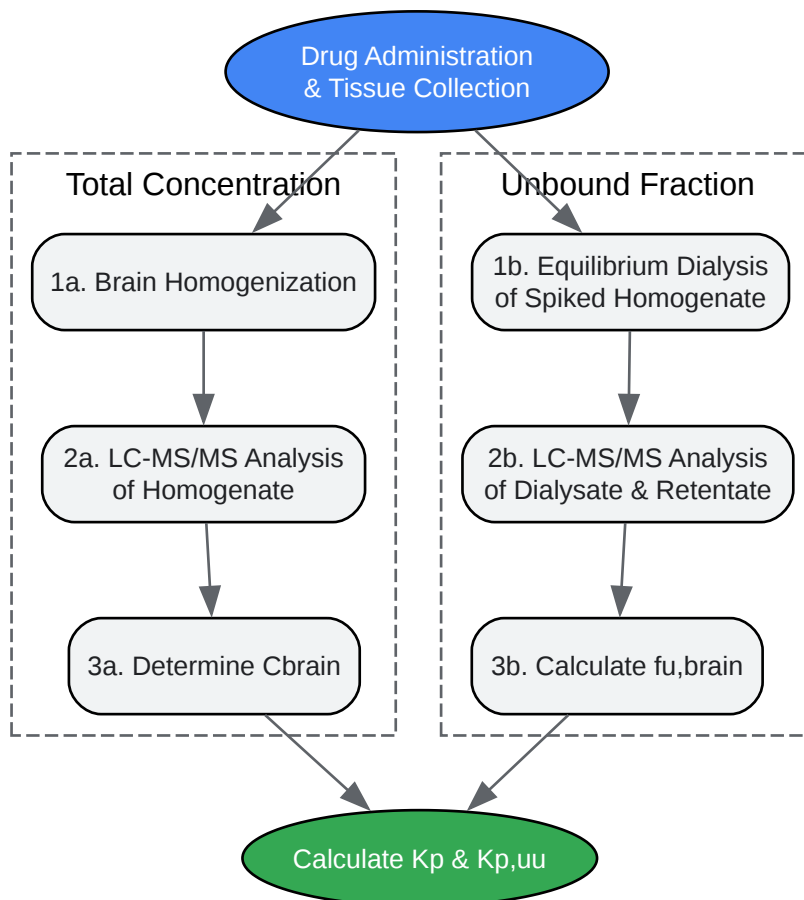 Drug Administration
& Tissue Collection
Total Concentration
1a. Brain Homogenization
2a. LC-MS/MS Analysis
of Homogenate
3a. Determine Cbrain
Unbound Fraction
1b. Equilibrium Dialysis
of Spiked Homogenate
2b. LC-MS/MS Analysis
of Dialysate & Retentate
3b. Calculate fu,brain
Calculate Kp & Kp,uu